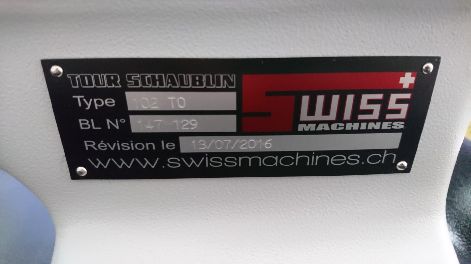 TOUR SCHAUBLIN
Type 102 TO
BL N° 147 129
Révision le 13/07/2016
SWISS
MACHINES
www.swissmachines.ch